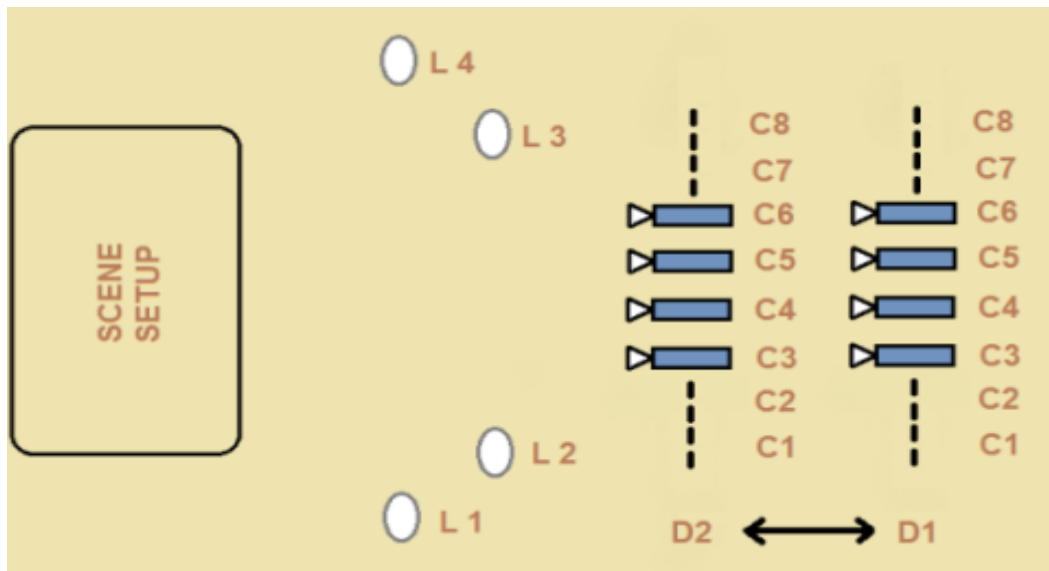 L 4
L 3
C8 C8
C7 C7
C6 C6
SCENE
SETUP
C5 C5
C4 C4
C3 C3
C2 C2
C1 C1
L 2
L 1
D2 D1